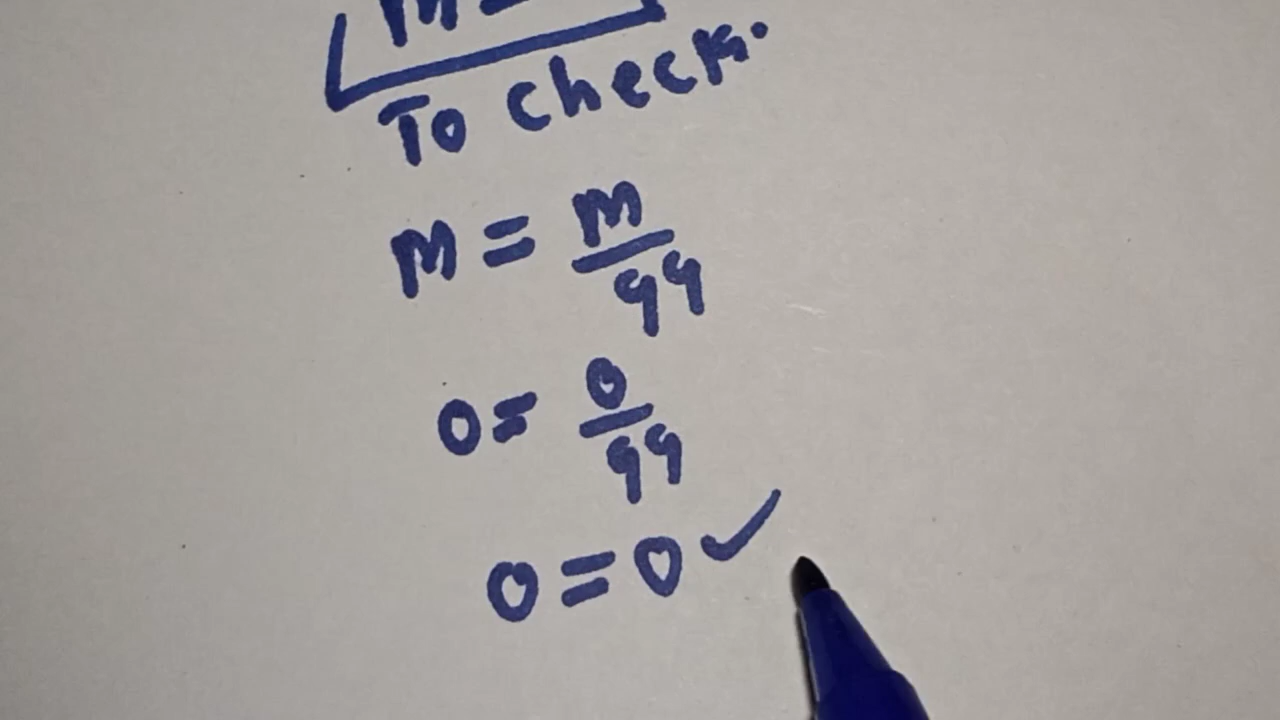 m =
To check.
m = m/99
0 = 0/99
0 = 0 ✓